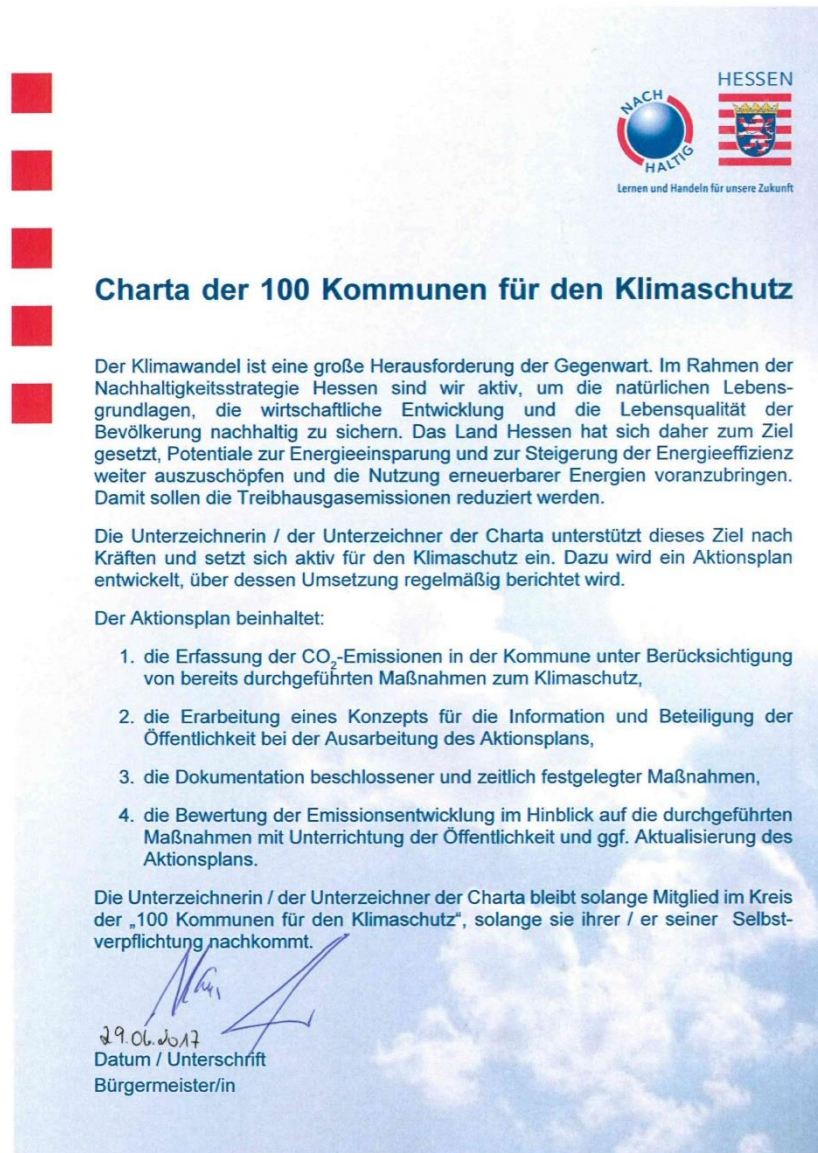 HESSEN
NACH
HALTIG
Lernen und Handeln für unsere Zukunft
Charta der 100 Kommunen für den Klimaschutz
Der Klimawandel ist eine große Herausforderung der Gegenwart. Im Rahmen der
Nachhaltigkeitsstrategie Hessen sind wir aktiv, um die natürlichen Lebens-
grundlagen, die wirtschaftliche Entwicklung und die Lebensqualität der
Bevölkerung nachhaltig zu sichern. Das Land Hessen hat sich daher zum Ziel
gesetzt, Potentiale zur Energieeinsparung und zur Steigerung der Energieeffizienz
weiter auszuschöpfen und die Nutzung erneuerbarer Energien voranzubringen.
Damit sollen die Treibhausgasemissionen reduziert werden.
Die Unterzeichnerin / der Unterzeichner der Charta unterstützt dieses Ziel nach
Kräften und setzt sich aktiv für den Klimaschutz ein. Dazu wird ein Aktionsplan
entwickelt, über dessen Umsetzung regelmäßig berichtet wird.
Der Aktionsplan beinhaltet:
1. die Erfassung der CO₂-Emissionen in der Kommune unter Berücksichtigung
von bereits durchgeführten Maßnahmen zum Klimaschutz,
2. die Erarbeitung eines Konzepts für die Information und Beteiligung der
Öffentlichkeit bei der Ausarbeitung des Aktionsplans,
3. die Dokumentation beschlossener und zeitlich festgelegter Maßnahmen,
4. die Bewertung der Emissionsentwicklung im Hinblick auf die durchgeführten
Maßnahmen mit Unterrichtung der Öffentlichkeit und ggf. Aktualisierung des
Aktionsplans.
Die Unterzeichnerin / der Unterzeichner der Charta bleibt solange Mitglied im Kreis
der „100 Kommunen für den Klimaschutz“, solange sie ihrer / er seiner Selbst-
verpflichtung nachkommt.
29.06.2017
Datum / Unterschrift
Bürgermeister/in